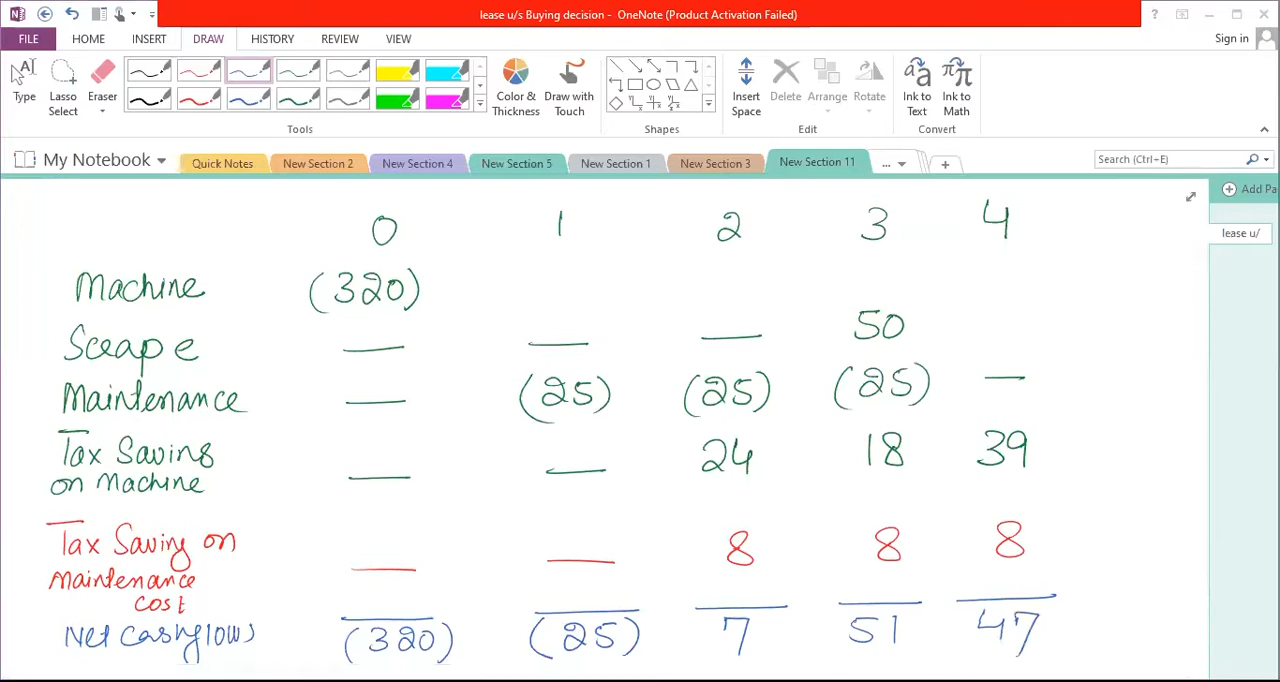 lease u/s Buying decision - OneNote (Product Activation Failed)
FILE HOME INSERT DRAW HISTORY REVIEW VIEW Sign in
Type Lasso Select Eraser Color & Thickness Draw with Touch Insert Space Delete Arrange Rotate Ink to Text Ink to Math
Tools Shapes Edit Convert
My Notebook Quick Notes New Section 2 New Section 4 New Section 5 New Section 1 New Section 3 New Section 11 ... Search (Ctrl+E)
Add Pa
lease u/
0 1 2 3 4
Machine (320)
Scrape — — — 50
Maintenance — (25) (25) (25) —
Tax Saving
on Machine — — 24 18 39
Tax Saving on — — 8 8 8
Maintenance
cost
Net cashflows (320) (25) 7 51 47